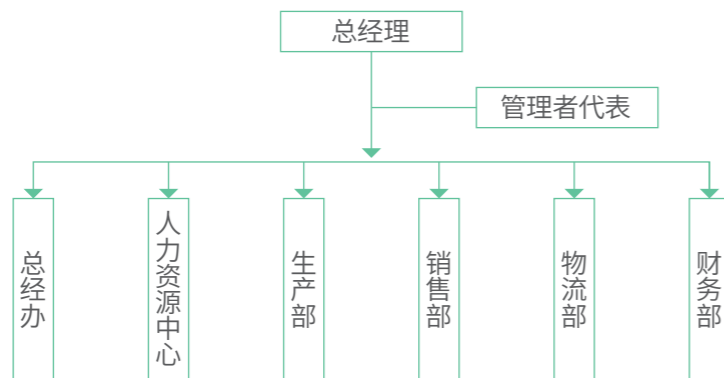 总经理
管理者代表
总经办
人力资源中心
生产部
销售部
物流部
财务部